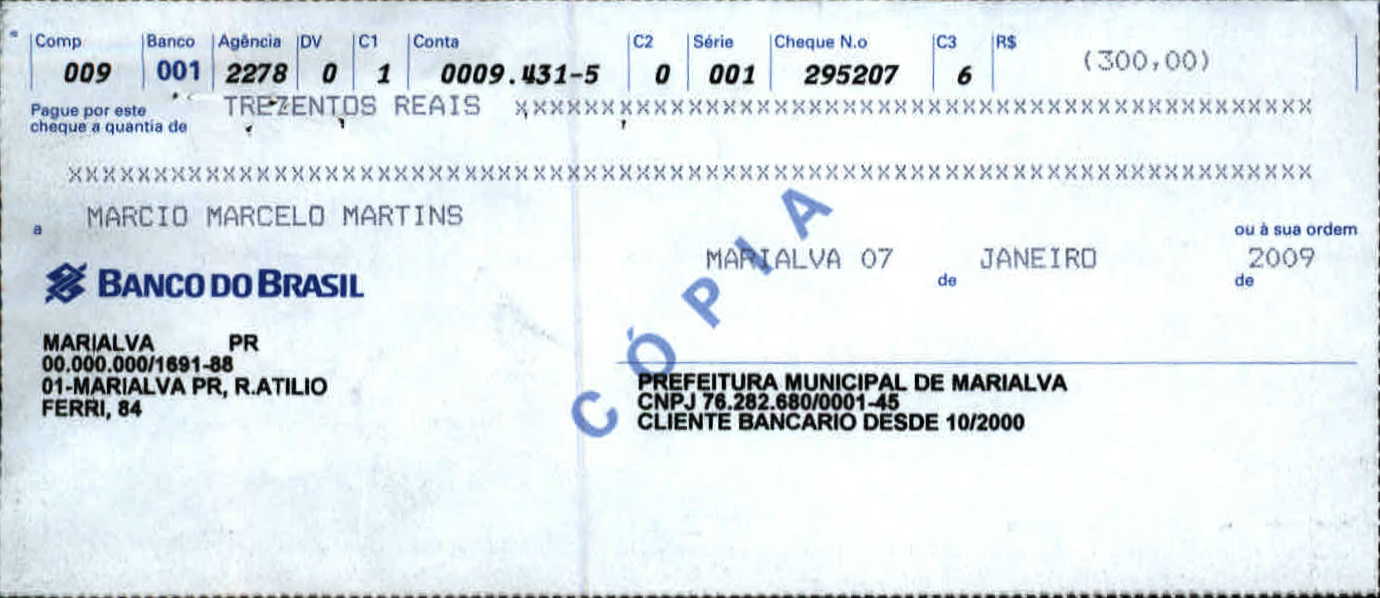 Comp Banco Agência DV C1 Conta C2 Série Cheque N.o C3 R$
009 001 2278 0 1 0009.431-5 0 001 295207 6 (300,00)
Pague por este
cheque a quantia de TREZENTOS REAIS XXXXXXXXXXXXXXXXXXXXXXXXXXXXXXXXXXXXXXXXX
XXXXXXXXXXXXXXXXXXXXXXXXXXXXXXXXXXXXXXXXXXXXXXXXXXXXXXXXXXXXXXXX
a MARCIO MARCELO MARTINS
ou à sua ordem
MARIALVA 07 de JANEIRO de 2009
BANCO DO BRASIL
MARIALVA PR
00.000.000/1691-88
01-MARIALVA PR, R.ATILIO
FERRI, 84
PREFEITURA MUNICIPAL DE MARIALVA
CNPJ 76.282.680/0001-45
CLIENTE BANCARIO DESDE 10/2000
CÓPIA